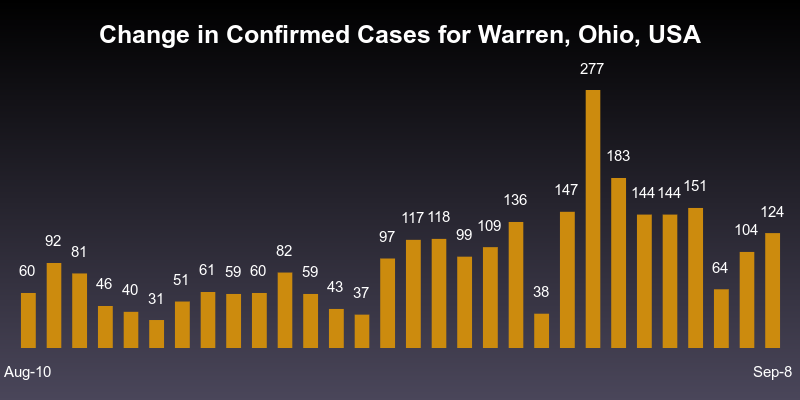 Change in Confirmed Cases for Warren, Ohio, USA
60 92 81 46 40 31 51 61 59 60 82 59 43 37 97 117 118 99 109 136 38 147 277 183 144 144 151 64 104 124
Aug-10 Sep-8